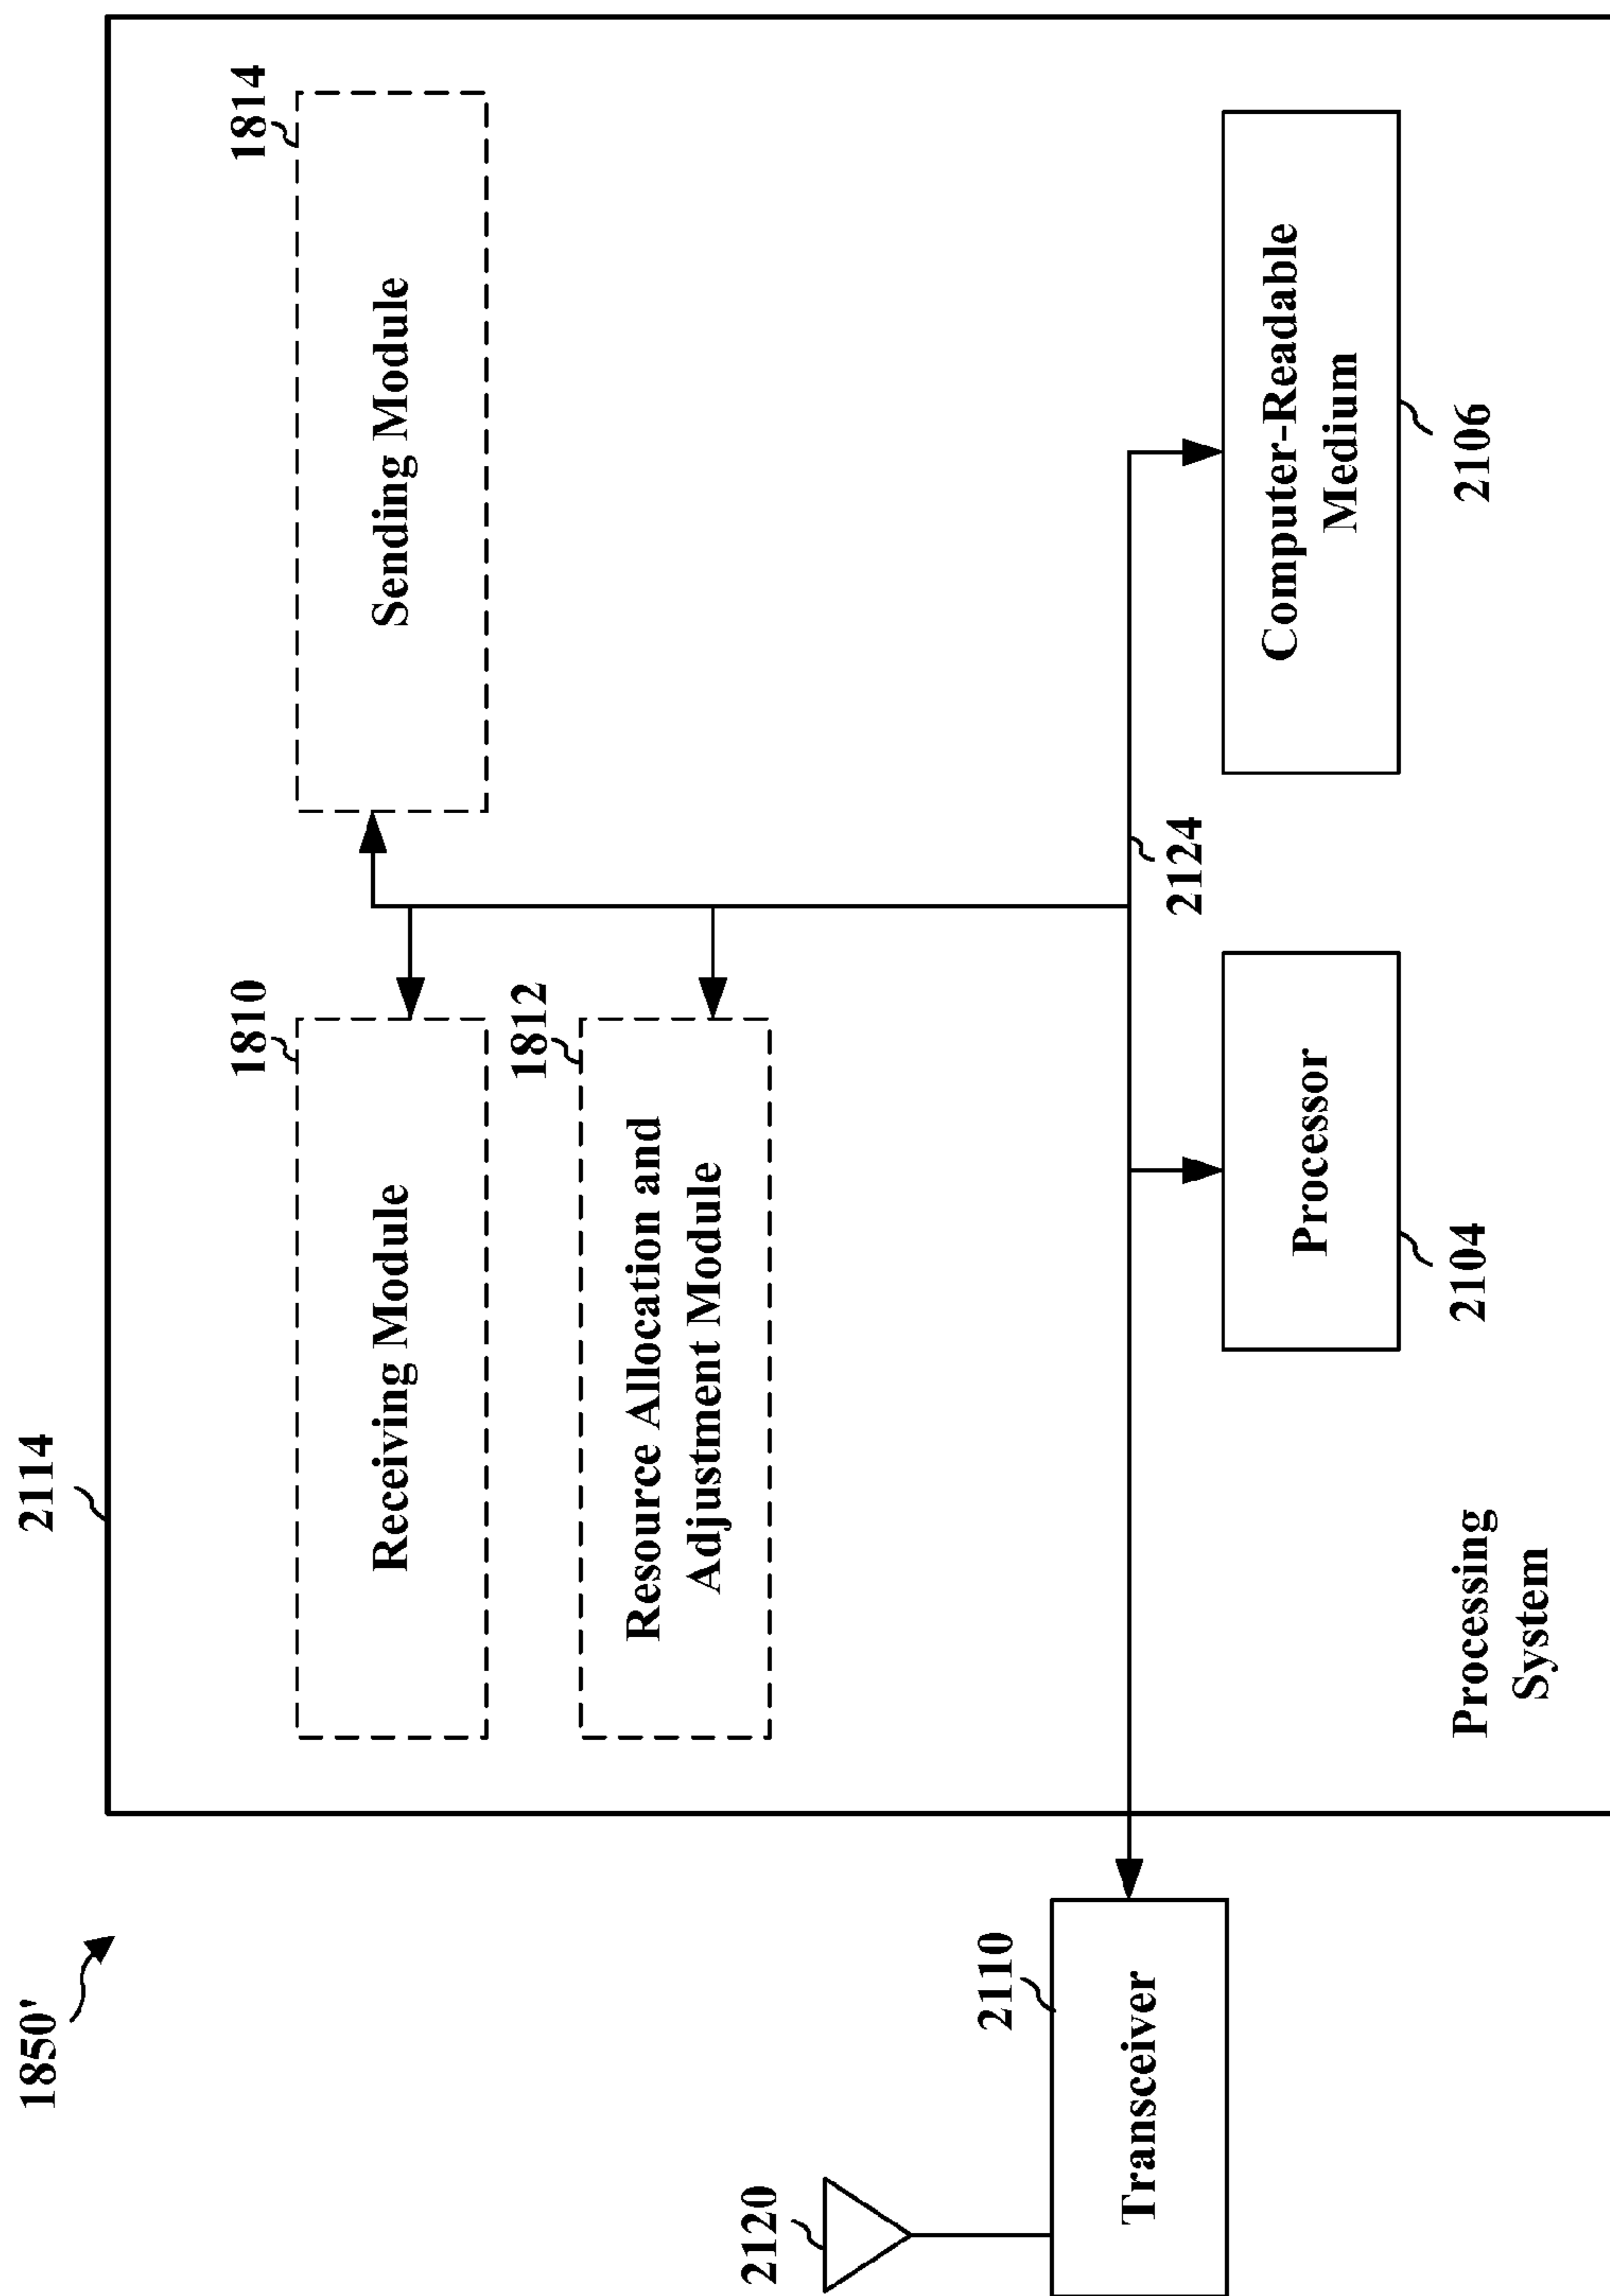 1850'
2114
1810
1814
Receiving Module
Sending Module
1812
Resource Allocation and
Adjustment Module
2120
2110
Transceiver
2124
Processor
Computer-Readable
Medium
2104
2106
Processing
System